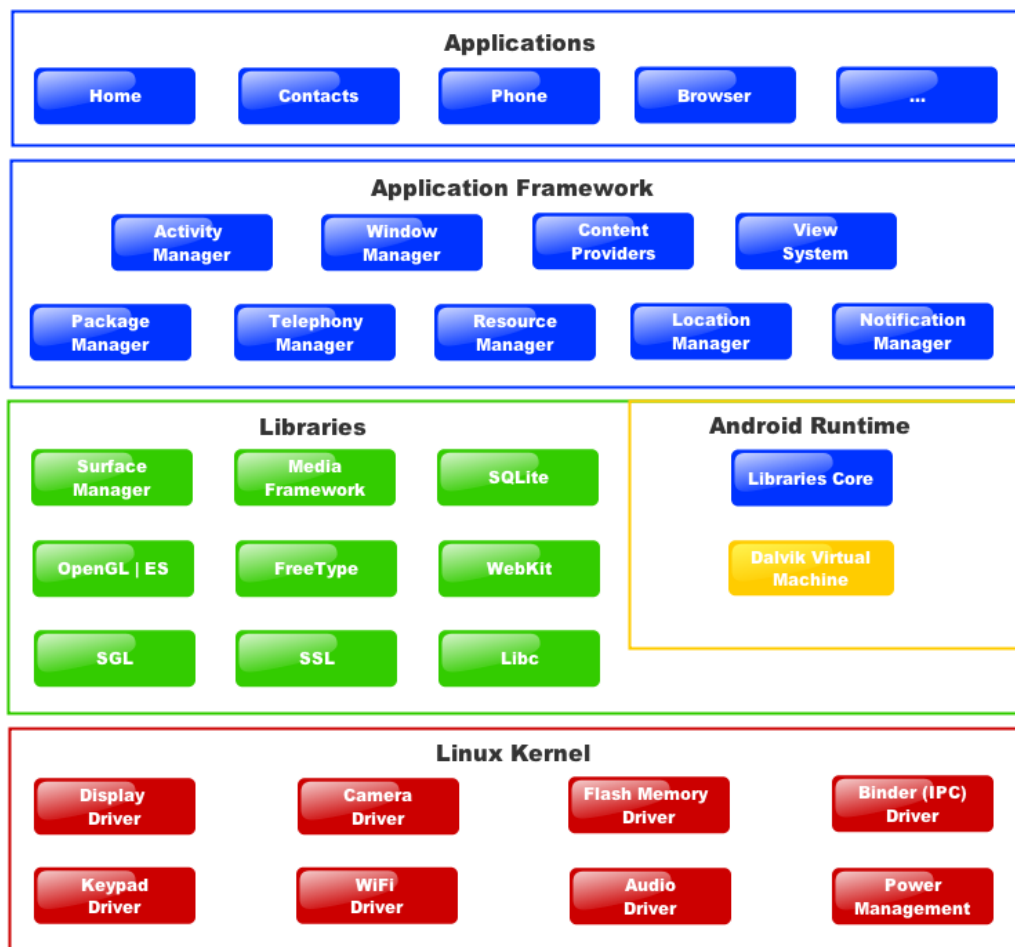 Applications
Home
Contacts
Phone
Browser
...
Application Framework
Activity
Manager
Window
Manager
Content
Providers
View
System
Package
Manager
Telephony
Manager
Resource
Manager
Location
Manager
Notification
Manager
Libraries
Surface
Manager
Media
Framework
SQLite
OpenGL | ES
FreeType
WebKit
SGL
SSL
Libc
Android Runtime
Libraries Core
Dalvik Virtual
Machine
Linux Kernel
Display
Driver
Camera
Driver
Flash Memory
Driver
Binder (IPC)
Driver
Keypad
Driver
WiFi
Driver
Audio
Driver
Power
Management